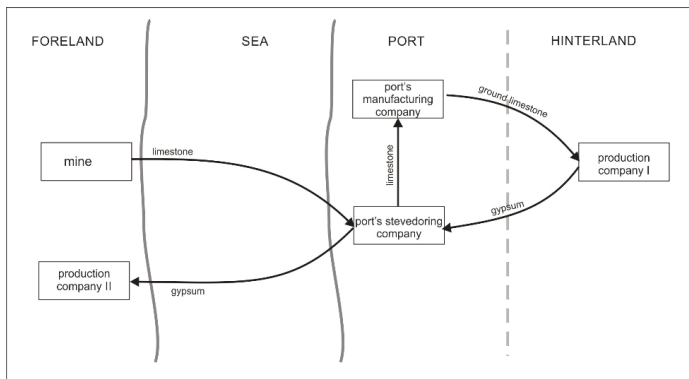 FORELAND
SEA
PORT
HINTERLAND
port's
manufacturing
company
ground limestone
mine
limestone
limestone
production
company I
port's stevedoring
company
gypsum
production
company II
gypsum